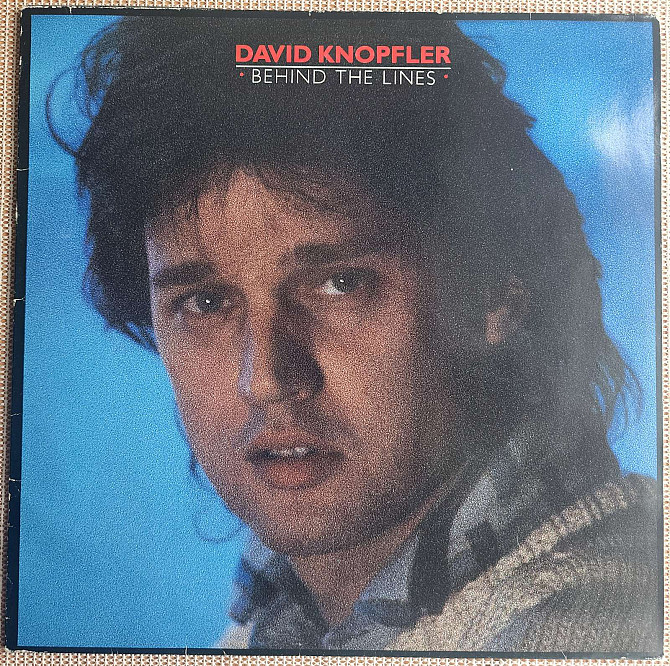 DAVID KNOPFLER
• BEHIND THE LINES •